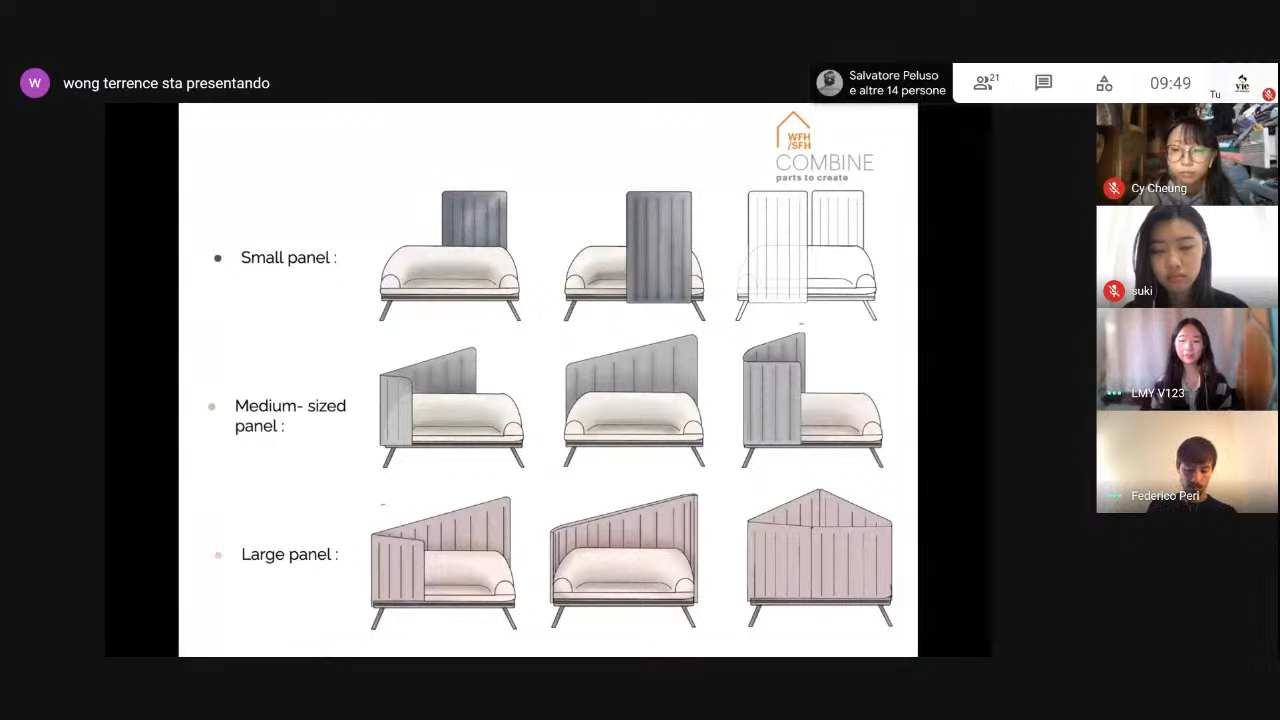 W
wong terrence sta presentando
Salvatore Peluso
e altre 14 persone
21
09:49
Tu
vie
WFH
/SFH
COMBINE
parts to create
Small panel :
Medium- sized
panel :
Large panel :
Cy Cheung
suki
LMY V123
Federico Peri